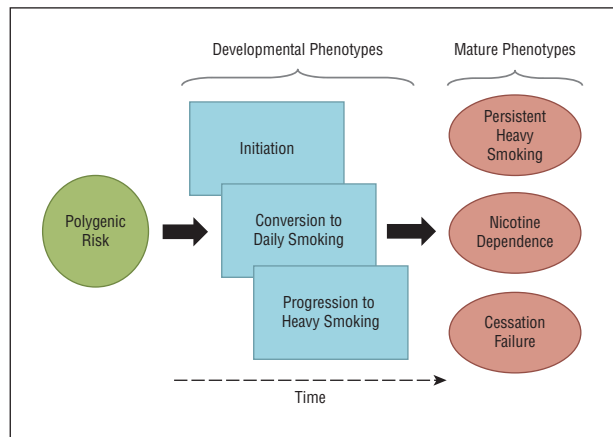 Developmental Phenotypes
Mature Phenotypes
Polygenic
Risk
Initiation
Conversion to
Daily Smoking
Progression to
Heavy Smoking
Persistent
Heavy
Smoking
Nicotine
Dependence
Cessation
Failure
Time